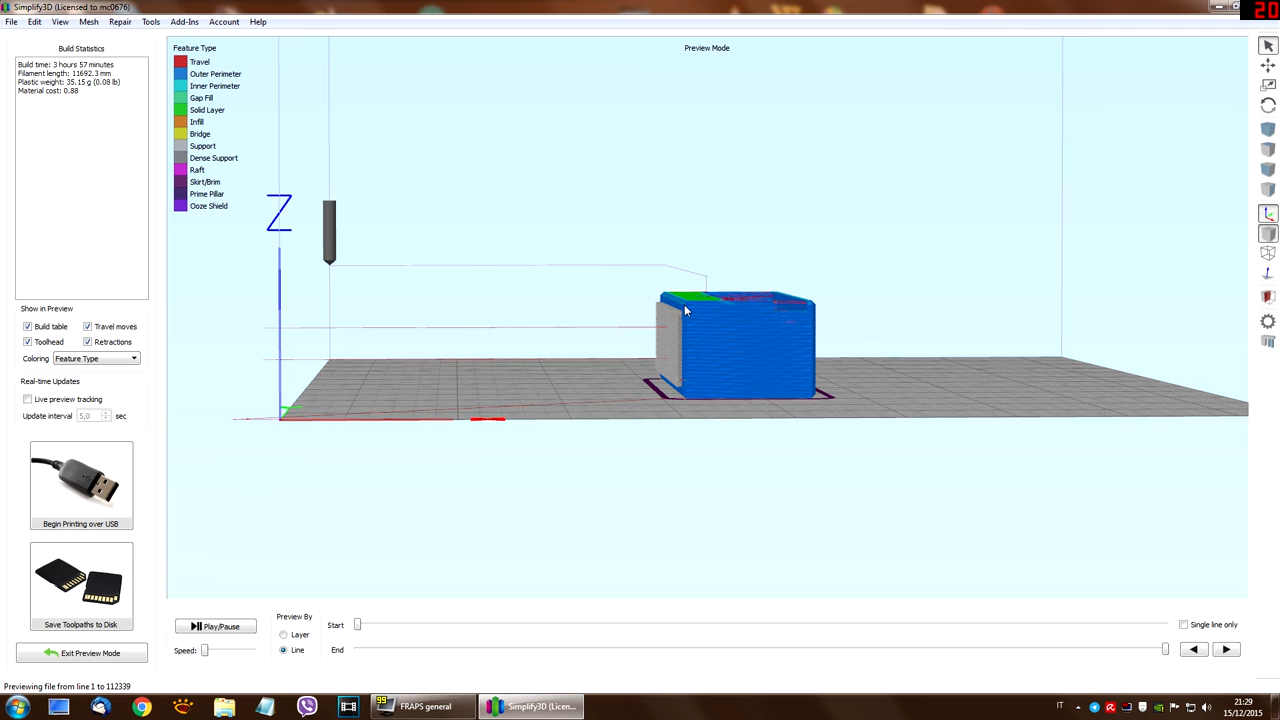 Simplify3D (Licensed to mc0676)
20
File Edit View Mesh Repair Tools Add-Ins Account Help
Build Statistics
Build time: 3 hours 57 minutes
Filament length: 11692.3 mm
Plastic weight: 35.15 g (0.08 lb)
Material cost: 0.88
Feature Type
Travel
Outer Perimeter
Inner Perimeter
Gap Fill
Solid Layer
Infill
Bridge
Support
Dense Support
Raft
Skirt/Brim
Prime Pillar
Ooze Shield
Preview Mode
Z
Show in Preview
Build table Travel moves
Toolhead Retractions
Coloring Feature Type
Real-time Updates
Live preview tracking
Update interval 5,0 sec
Begin Printing over USB
Save Toolpaths to Disk
Exit Preview Mode
Play/Pause
Speed:
Preview By
Layer
Line
Start
End
Single line only
Previewing file from line 1 to 112339
99
FRAPS general
Simplify3D (Licen...
IT
21:29
15/12/2015